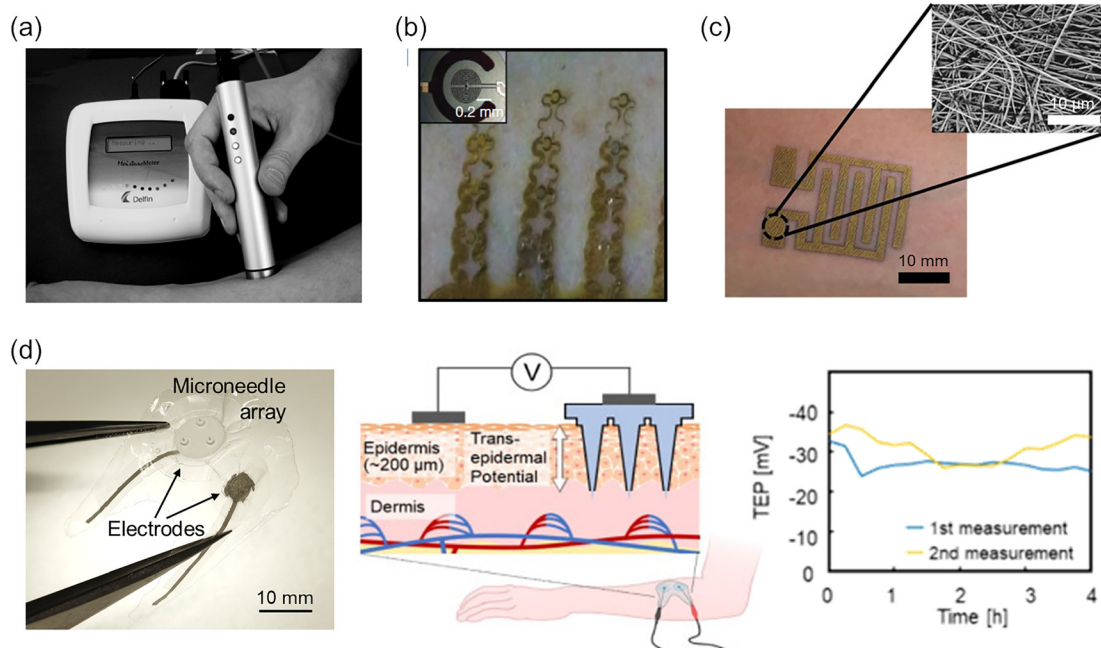 (a)
Delfin
(b)
0.2 mm
(c)
10 µm
10 mm
(d)
Microneedle
array
Electrodes
10 mm
V
Epidermis
(~200 µm)
Trans-
epidermal
Potential
Dermis
TEP [mV]
-40
-30
-20
-10
0
1st measurement
2nd measurement
0 1 2 3 4
Time [h]